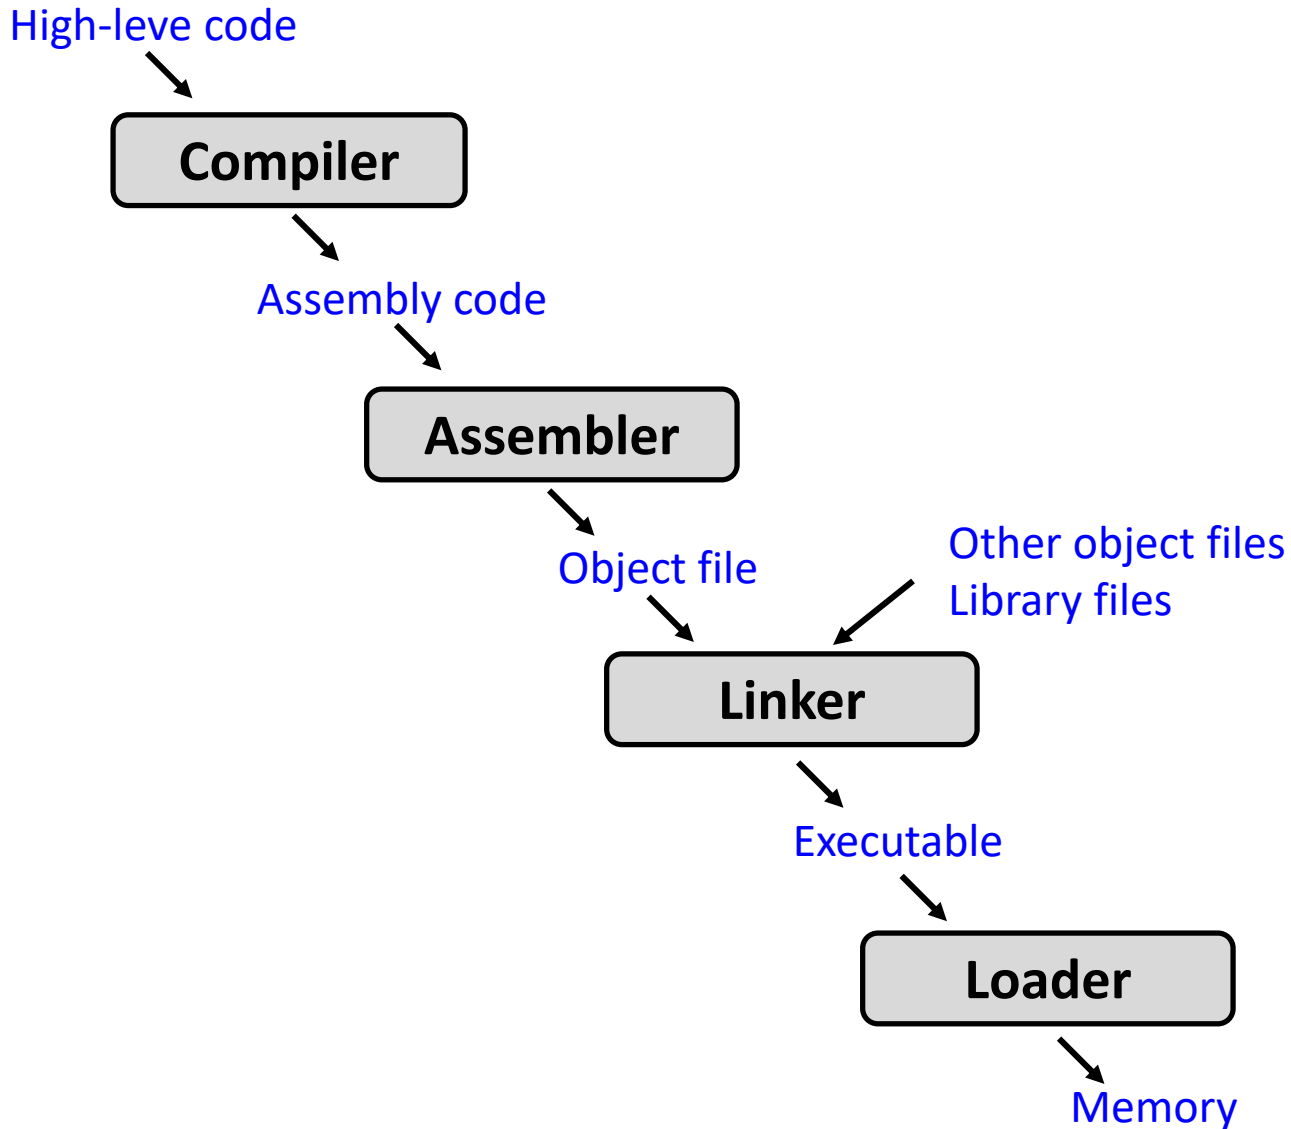 High-leve code
Compiler
Assembly code
Assembler
Object file
Other object files
Library files
Linker
Executable
Loader
Memory